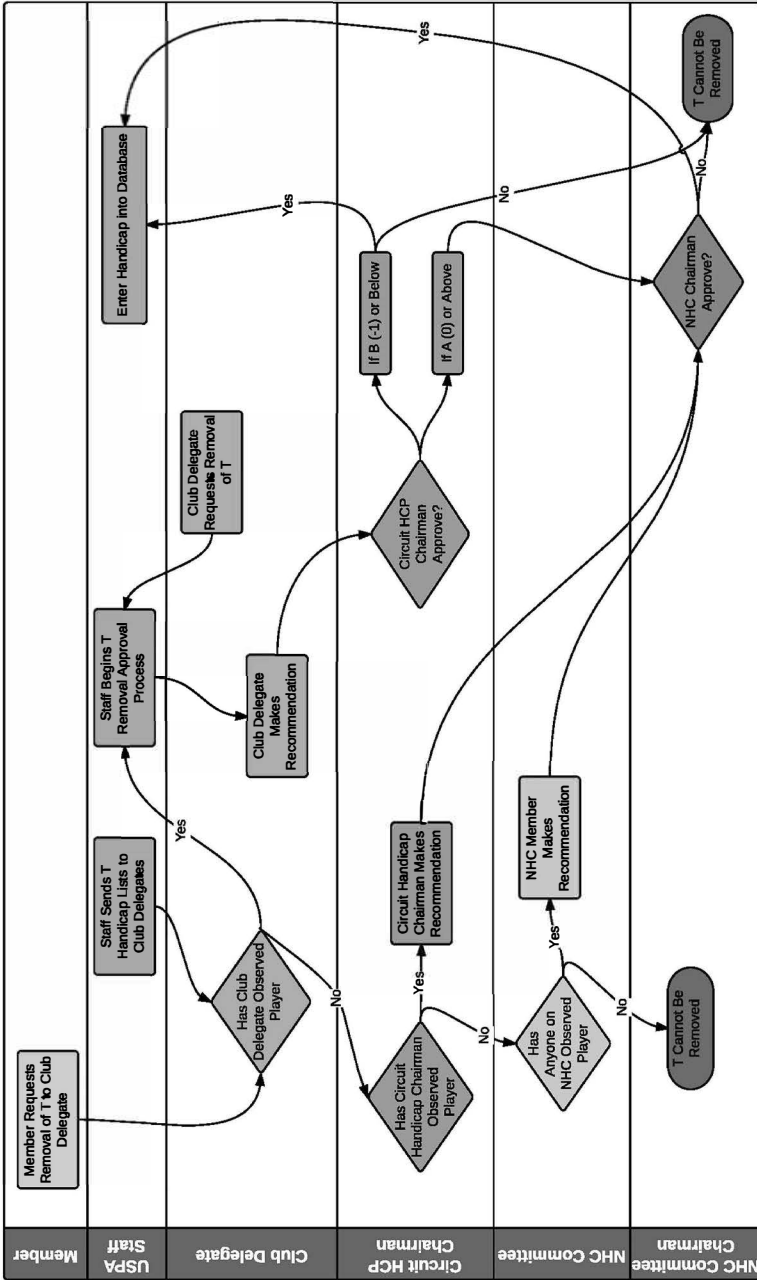 Member
USPA
Staff
Club Delegate
Circuit HCP
Chairman
NHC Committee
NHC Committee
Chairman
Member Requests
Removal of T to Club
Delegate
Staff Sends T
Handicap Lists to
Club Delegates
Staff Begins T
Removal Approval
Process
Enter Handicap into Database
Has Club
Delegate Observed
Player
Yes
No
Club Delegate
Makes
Recommendation
Club Delegate
Requests Removal
of T
Yes
Has Circuit
Handicap Chairman
Observed
Player
Yes
No
Circuit Handicap
Chairman Makes
Recommendation
Circuit HCP
Chairman
Approve?
If B (-1) or Below
If A (0) or Above
Yes
Has
Anyone on
NHC Observed
Player
Yes
No
NHC Member
Makes
Recommendation
No
T Cannot Be
Removed
NHC Chairman
Approve?
No
T Cannot Be
Removed